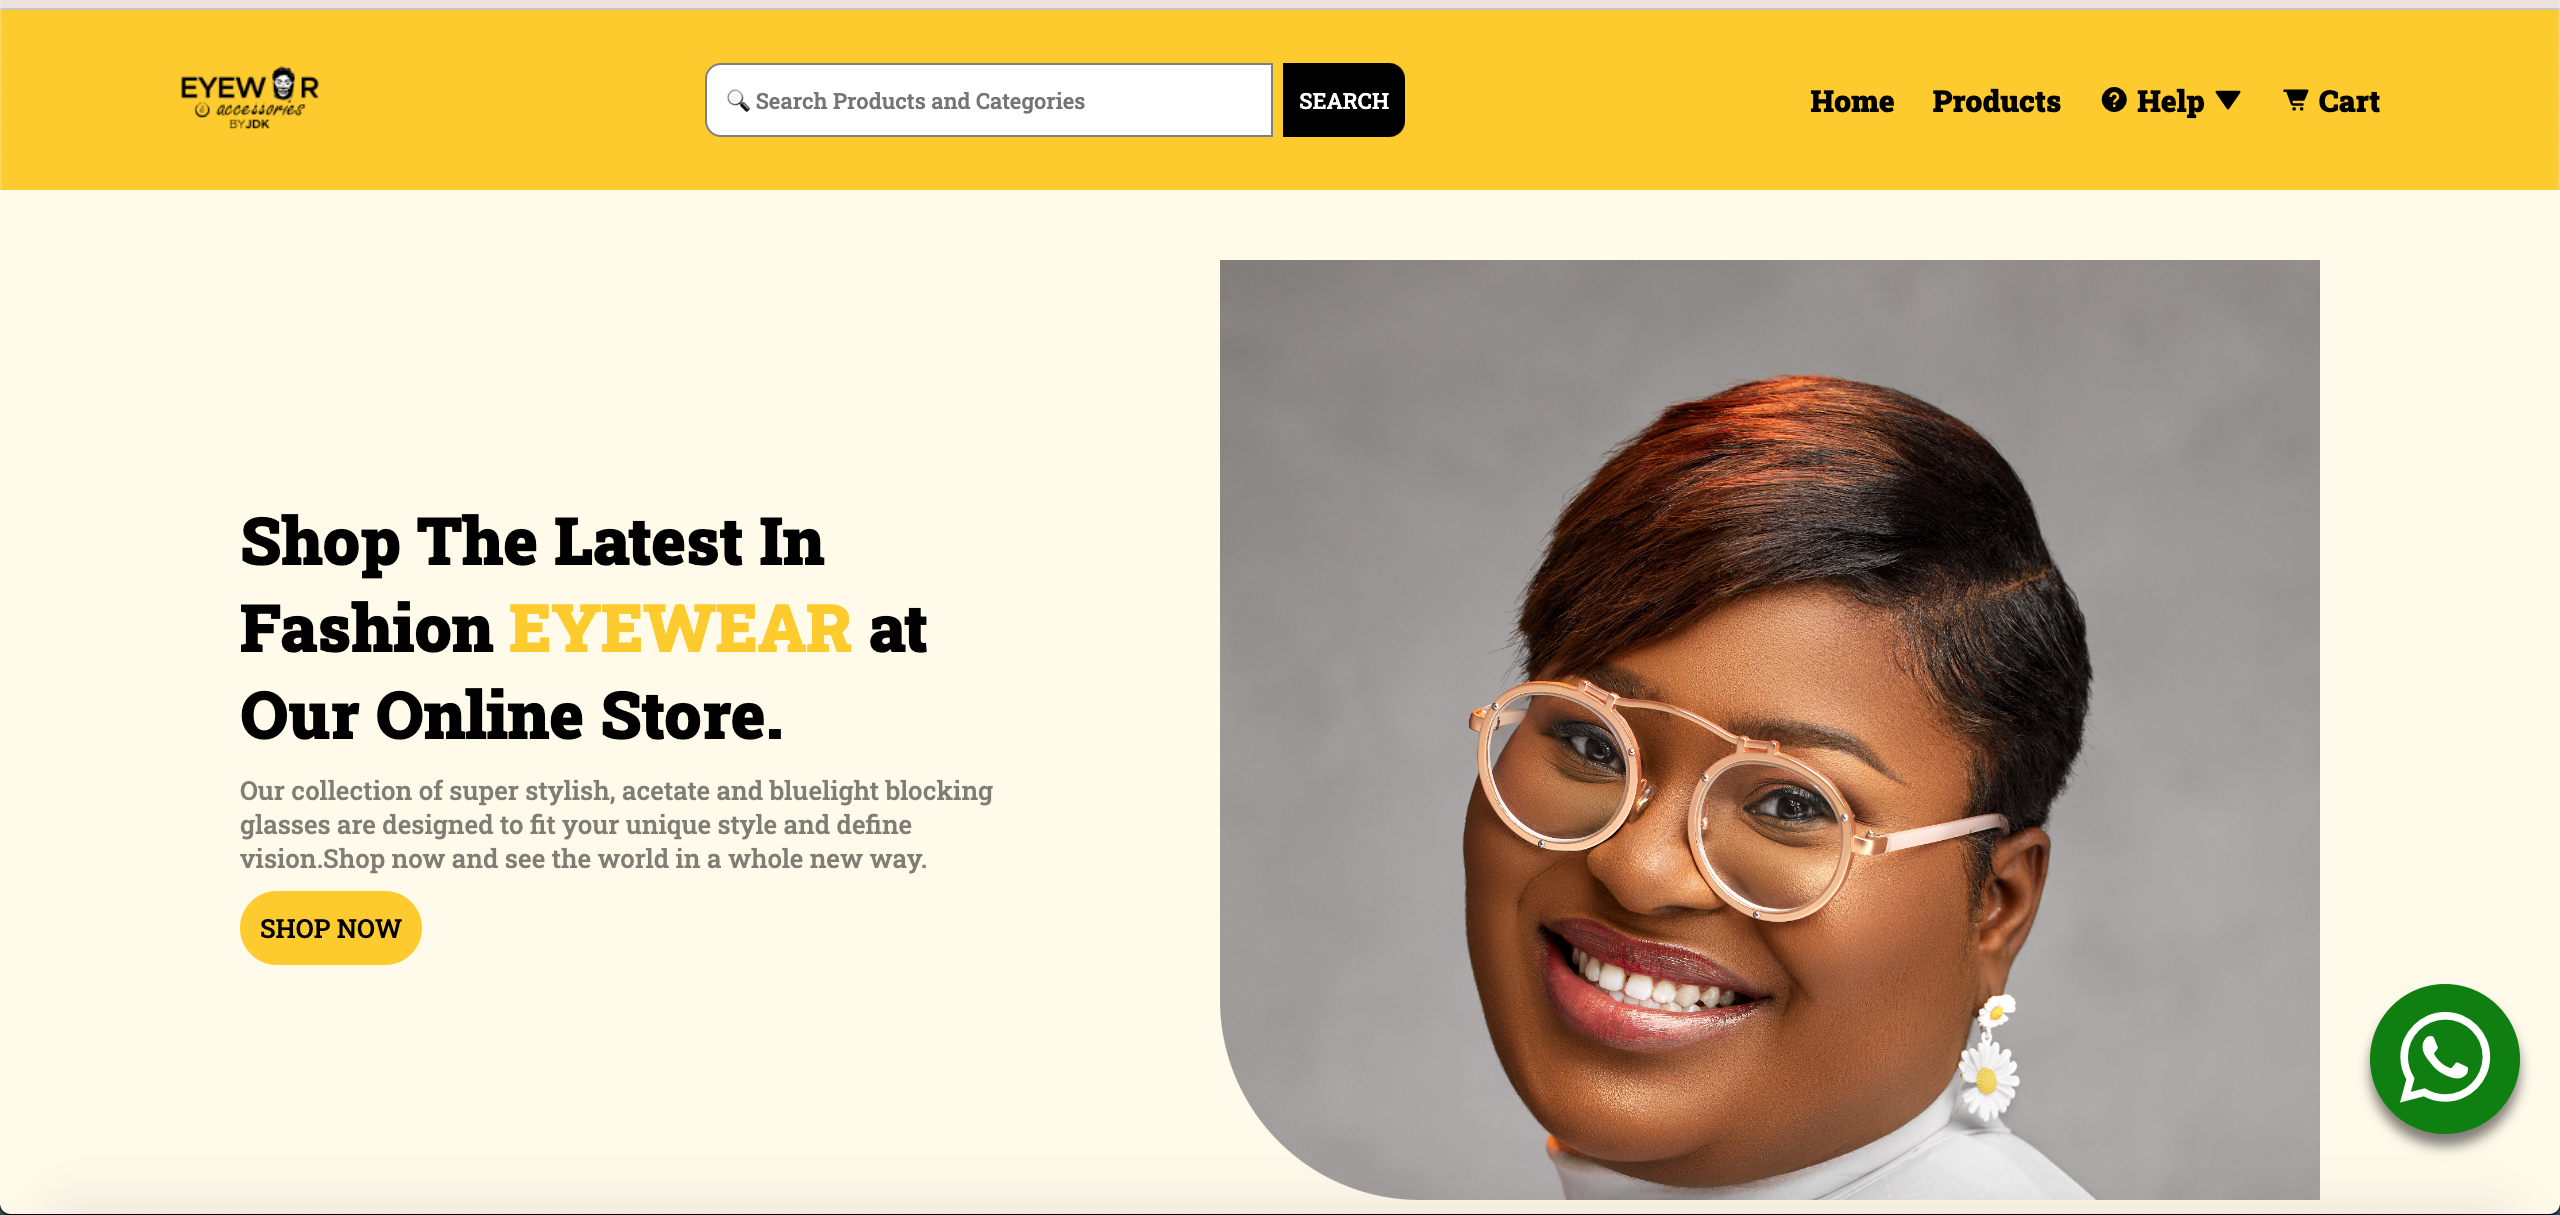 EYEW R
& accessories
BY JDK
Search Products and Categories
SEARCH
Home
Products
Help
Cart
Shop The Latest In
Fashion EYEWEAR at
Our Online Store.
Our collection of super stylish, acetate and bluelight blocking
glasses are designed to fit your unique style and define
vision.Shop now and see the world in a whole new way.
SHOP NOW